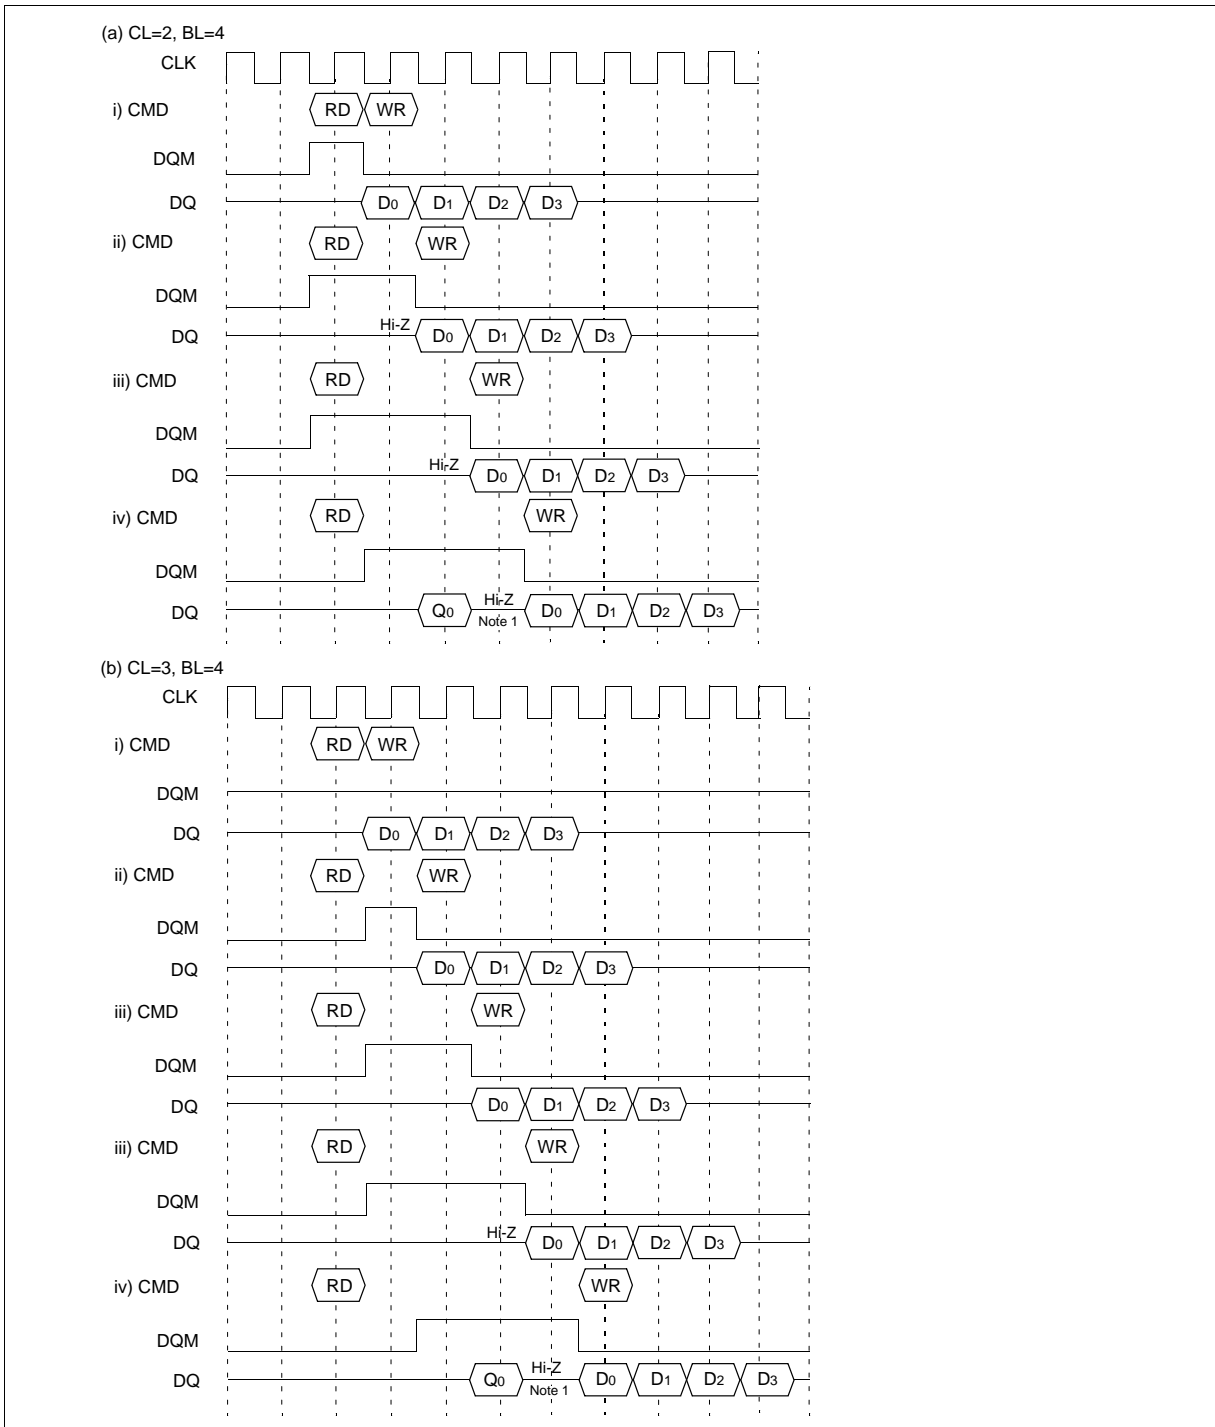 (a) CL=2, BL=4
CLK
i) CMD RD WR
DQM
DQ D0 D1 D2 D3
ii) CMD RD WR
DQM
DQ Hi-Z D0 D1 D2 D3
iii) CMD RD WR
DQM
DQ Hi-Z D0 D1 D2 D3
iv) CMD RD WR
DQM
DQ Q0 Hi-Z D0 D1 D2 D3
Note 1
(b) CL=3, BL=4
CLK
i) CMD RD WR
DQM
DQ D0 D1 D2 D3
ii) CMD RD WR
DQM
DQ D0 D1 D2 D3
iii) CMD RD WR
DQM
DQ D0 D1 D2 D3
iii) CMD RD WR
DQM
DQ Hi-Z D0 D1 D2 D3
iv) CMD RD WR
DQM
DQ Q0 Hi-Z D0 D1 D2 D3
Note 1